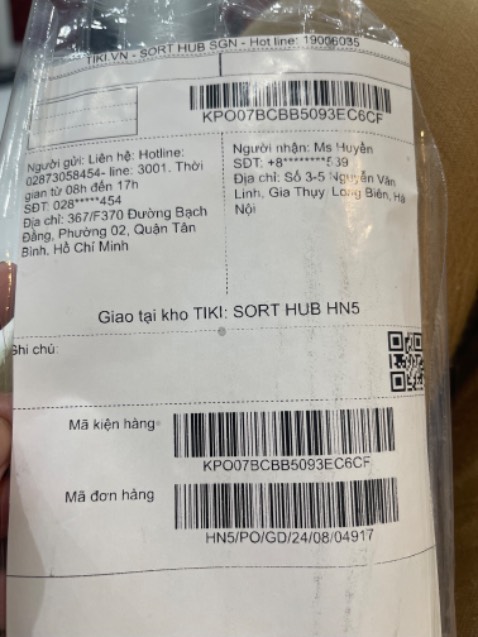 TIKI.VN - SORT HUB SGN - Hot line: 19006035
KPO07BCBB5093EC6CF
Người gửi: Liên hệ: Hotline:
02873058454- line: 3001. Thời
gian từ 08h đến 17h
SĐT: 028*****454
Địa chỉ: 367/F370 Đường Bạch
Đằng, Phường 02, Quận Tân
Bình, Hồ Chí Minh
Người nhận: Ms Huyền
SĐT: +8********539
Địa chỉ: Số 3-5 Nguyễn Văn
Linh, Gia Thụy, Long Biên, Hà
Nội
Giao tại kho TIKI: SORT HUB HN5
Ghi chú:
Mã kiện hàng
KPO07BCBB5093EC6CF
Mã đơn hàng
HN5/PO/GD/24/08/04917